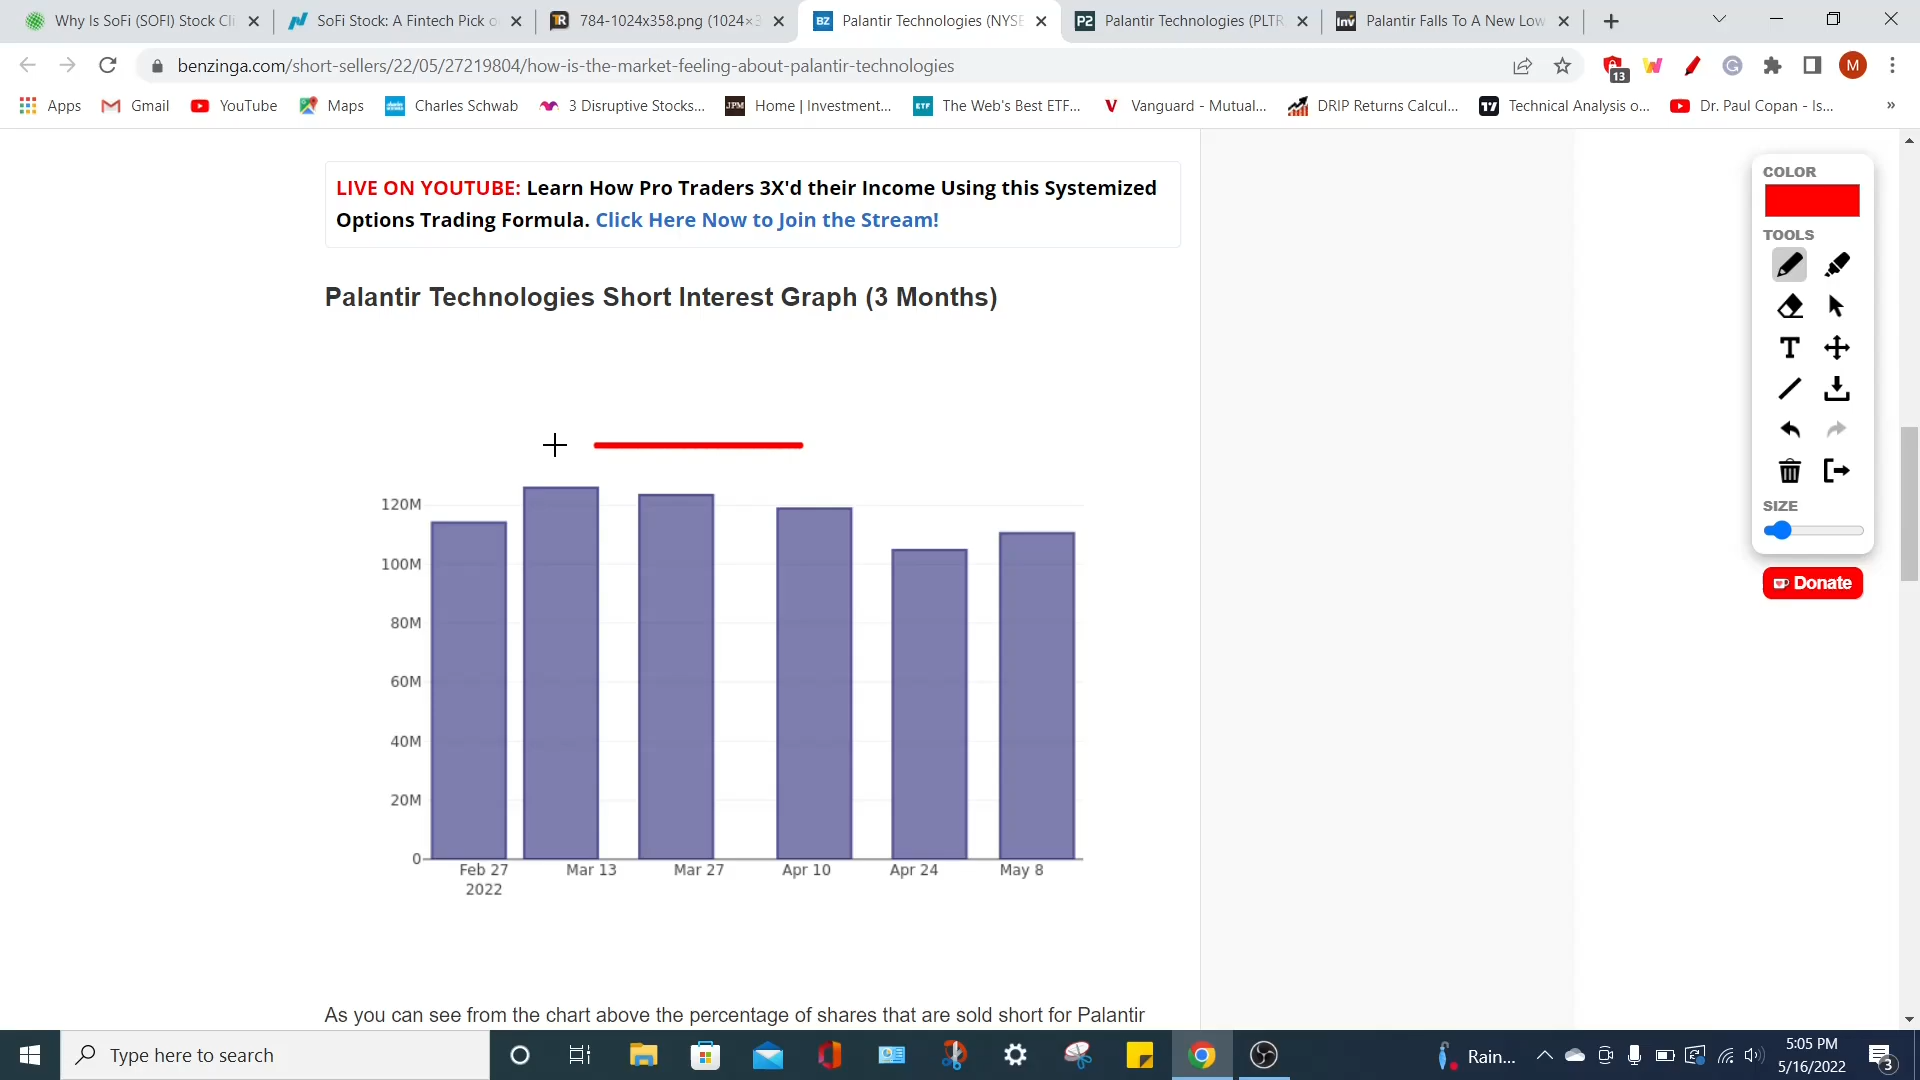 Why Is SoFi (SOFI) Stock Cli
SoFi Stock: A Fintech Pick o
784-1024x358.png (1024×3
Palantir Technologies (NYSE
Palantir Technologies (PLTR
Palantir Falls To A New Low
benzinga.com/short-sellers/22/05/27219804/how-is-the-market-feeling-about-palantir-technologies
13
M
Apps
Gmail
YouTube
Maps
Charles Schwab
3 Disruptive Stocks...
Home | Investment...
The Web's Best ETF...
Vanguard - Mutual...
DRIP Returns Calcul...
Technical Analysis o...
Dr. Paul Copan - Is...
»
LIVE ON YOUTUBE: Learn How Pro Traders 3X'd their Income Using this Systemized
Options Trading Formula. Click Here Now to Join the Stream!
Palantir Technologies Short Interest Graph (3 Months)
120M
100M
80M
60M
40M
20M
0
Feb 27
2022
Mar 13
Mar 27
Apr 10
Apr 24
May 8
As you can see from the chart above the percentage of shares that are sold short for Palantir
COLOR
TOOLS
SIZE
Donate
Type here to search
Rain...
5:05 PM
5/16/2022
3